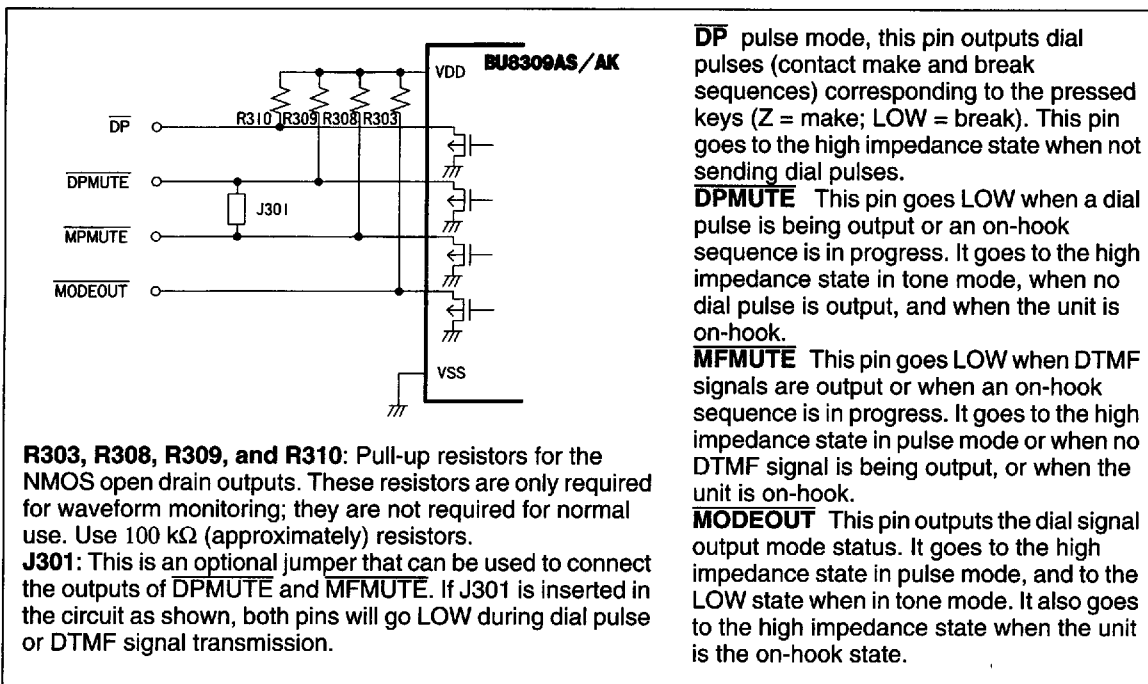 VDD
BU8309AS/AK
R310 R309 R308 R303
DP
DPMUTE
J301
MPMUTE
MODEOUT
VSS
R303, R308, R309, and R310: Pull-up resistors for the
NMOS open drain outputs. These resistors are only required
for waveform monitoring; they are not required for normal
use. Use 100 kΩ (approximately) resistors.
J301: This is an optional jumper that can be used to connect
the outputs of DPMUTE and MFMUTE. If J301 is inserted in
the circuit as shown, both pins will go LOW during dial pulse
or DTMF signal transmission.
DP pulse mode, this pin outputs dial
pulses (contact make and break
sequences) corresponding to the pressed
keys (Z = make; LOW = break). This pin
goes to the high impedance state when not
sending dial pulses.
DPMUTE This pin goes LOW when a dial
pulse is being output or an on-hook
sequence is in progress. It goes to the high
impedance state in tone mode, when no
dial pulse is output, and when the unit is
on-hook.
MFMUTE This pin goes LOW when DTMF
signals are output or when an on-hook
sequence is in progress. It goes to the high
impedance state in pulse mode or when no
DTMF signal is being output, or when the
unit is on-hook.
MODEOUT This pin outputs the dial signal
output mode status. It goes to the high
impedance state in pulse mode, and to the
LOW state when in tone mode. It also goes
to the high impedance state when the unit
is the on-hook state.